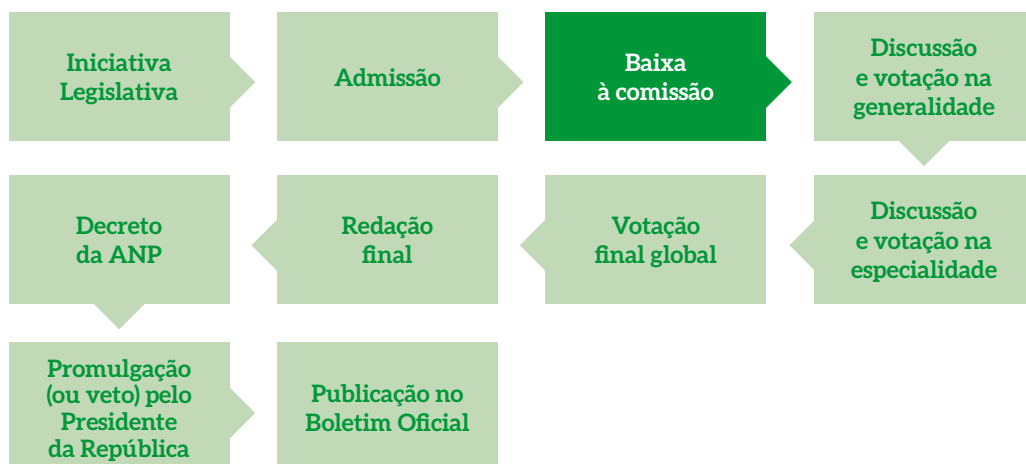 Iniciativa
Legislativa
Admissão
Baixa
à comissão
Discussão
e votação na
generalidade
Decreto
da ANP
Redação
final
Votação
final global
Discussão
e votação na
especialidade
Promulgação
(ou veto) pelo
Presidente
da República
Publicação no
Boletim Oficial